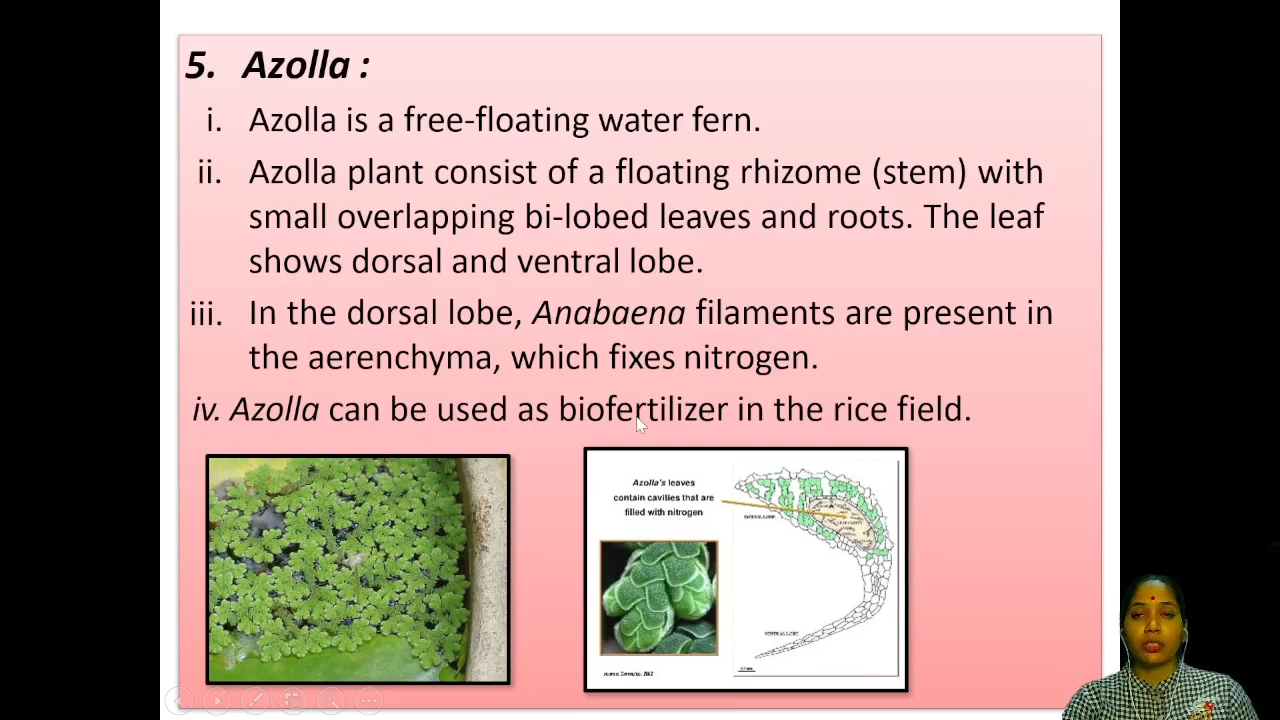 5. Azolla :
i. Azolla is a free-floating water fern.
ii. Azolla plant consist of a floating rhizome (stem) with
small overlapping bi-lobed leaves and roots. The leaf
shows dorsal and ventral lobe.
iii. In the dorsal lobe, Anabaena filaments are present in
the aerenchyma, which fixes nitrogen.
iv. Azolla can be used as biofertilizer in the rice field.
Azolla's leaves
contain cavities that are
filled with nitrogen
VENTRAL LOBE